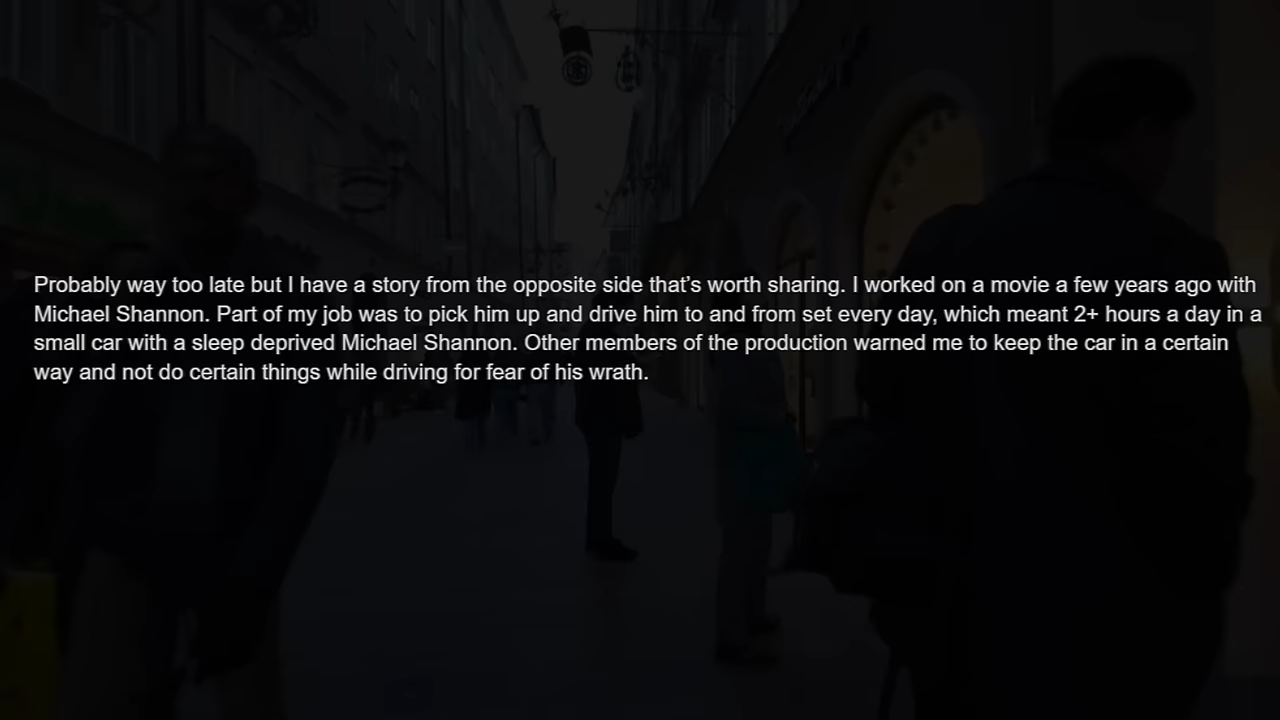 Probably way too late but I have a story from the opposite side that’s worth sharing. I worked on a movie a few years ago with
Michael Shannon. Part of my job was to pick him up and drive him to and from set every day, which meant 2+ hours a day in a
small car with a sleep deprived Michael Shannon. Other members of the production warned me to keep the car in a certain
way and not do certain things while driving for fear of his wrath.